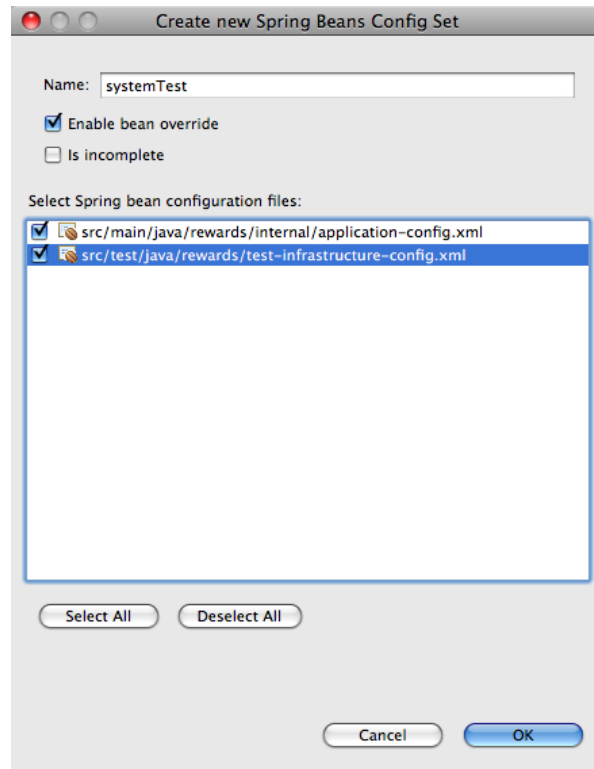 Create new Spring Beans Config Set
Name: systemTest
Enable bean override
Is incomplete
Select Spring bean configuration files:
src/main/java/rewards/internal/application-config.xml
src/test/java/rewards/test-infrastructure-config.xml
Select All Deselect All
Cancel OK